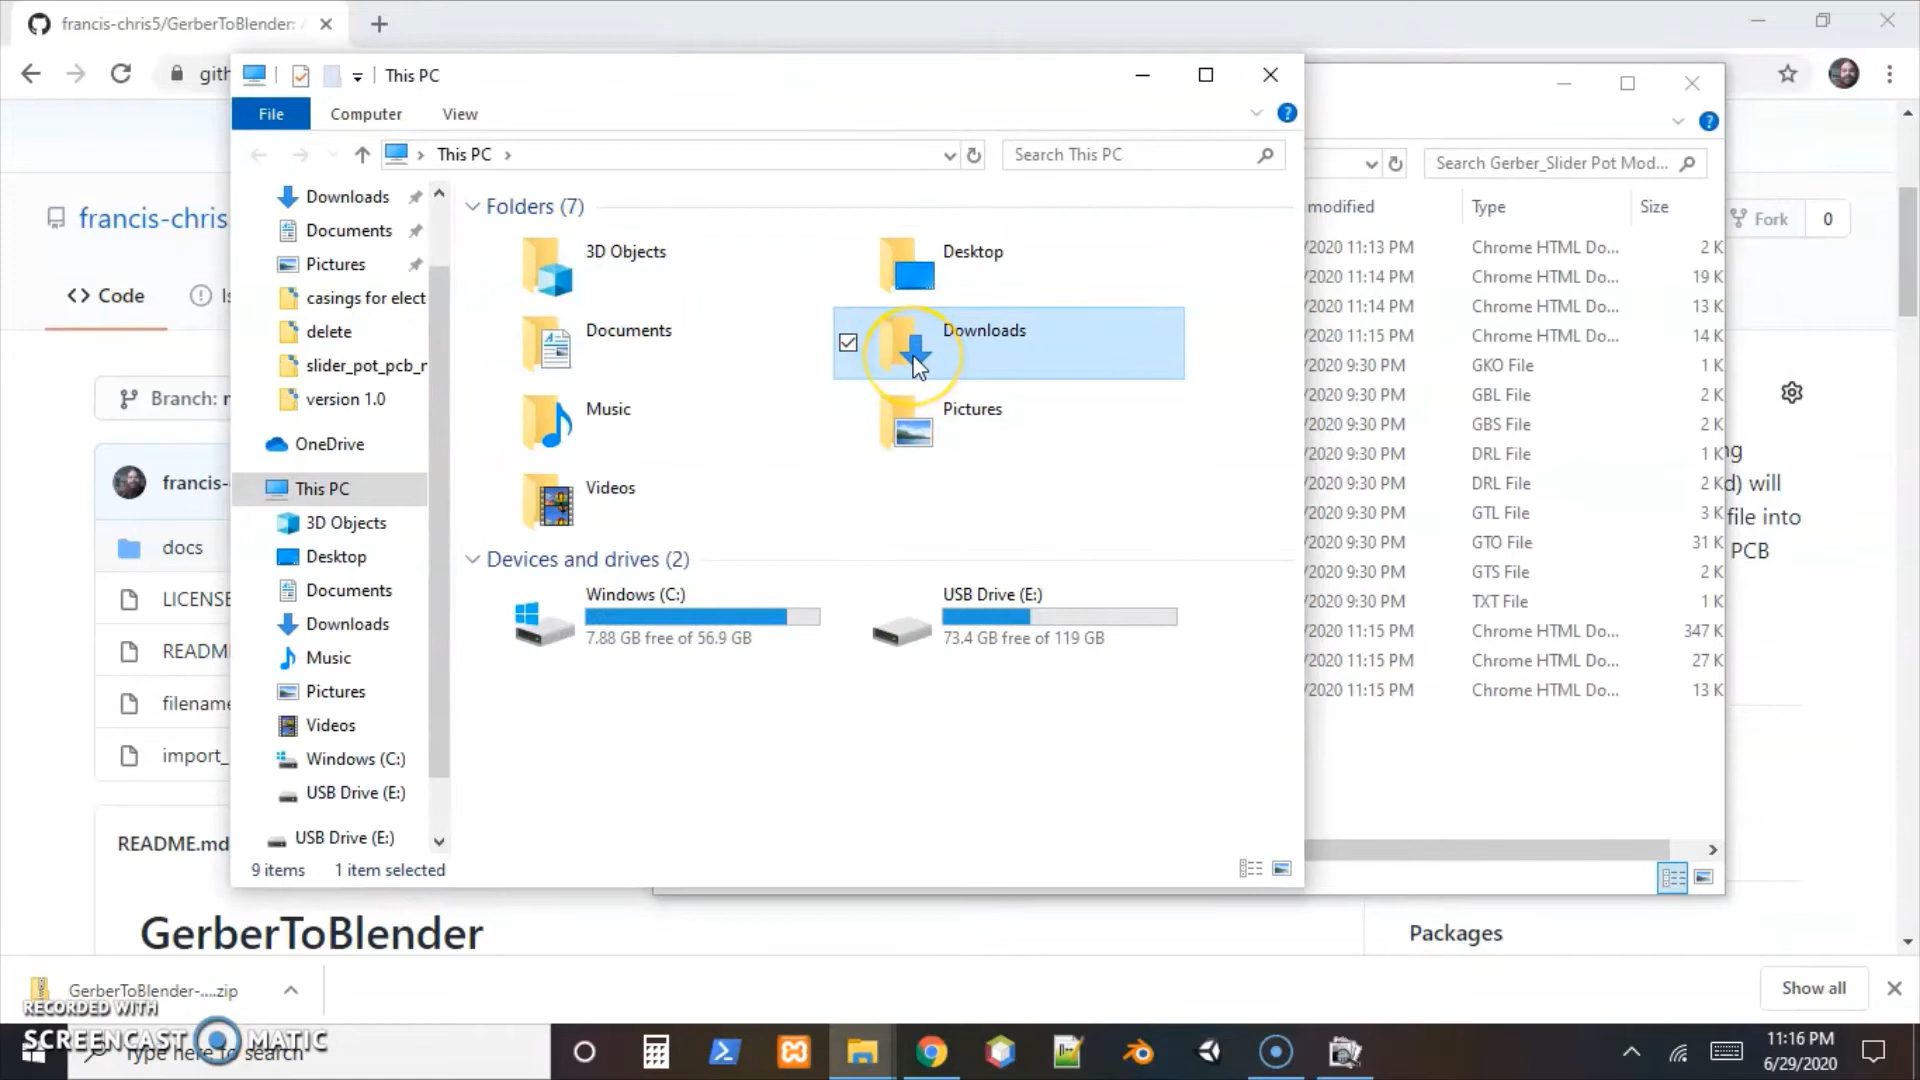 francis-chris5/GerberToBlender: A
gith
This PC
File
Computer
View
This PC
Search This PC
Search Gerber_Slider Pot Mod...
francis-chris
Fork
0
Code
Is
Branch:
francis-
docs
LICENSE
README
filename
import_
README.md
GerberToBlender
Downloads
Documents
Pictures
casings for elect
delete
slider_pot_pcb_r
version 1.0
OneDrive
This PC
3D Objects
Desktop
Documents
Downloads
Music
Pictures
Videos
Windows (C:)
USB Drive (E:)
USB Drive (E:)
9 items
1 item selected
Folders (7)
3D Objects
Desktop
Documents
Downloads
Music
Pictures
Videos
Devices and drives (2)
Windows (C:)
7.88 GB free of 56.9 GB
USB Drive (E:)
73.4 GB free of 119 GB
modified
Type
Size
/2020 11:13 PM Chrome HTML Do... 2 K
/2020 11:14 PM Chrome HTML Do... 19 K
/2020 11:14 PM Chrome HTML Do... 13 K
/2020 11:15 PM Chrome HTML Do... 14 K
/2020 9:30 PM GKO File 1 K
/2020 9:30 PM GBL File 2 K
/2020 9:30 PM GBS File 2 K
/2020 9:30 PM DRL File 1 K
/2020 9:30 PM DRL File 2 K
/2020 9:30 PM GTL File 3 K
/2020 9:30 PM GTO File 31 K
/2020 9:30 PM GTS File 2 K
/2020 9:30 PM TXT File 1 K
/2020 11:15 PM Chrome HTML Do... 347 K
/2020 11:15 PM Chrome HTML Do... 27 K
/2020 11:15 PM Chrome HTML Do... 13 K
ng
d) will
file into
PCB
Packages
GerberToBlender-....zip
Show all
RECORDED WITH
SCREENCAST MATIC
Type here to search
11:16 PM
6/29/2020